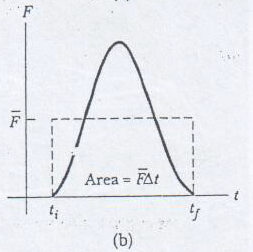 F
F̅
Area = F̅Δt
t
t_i
t_f
(b)